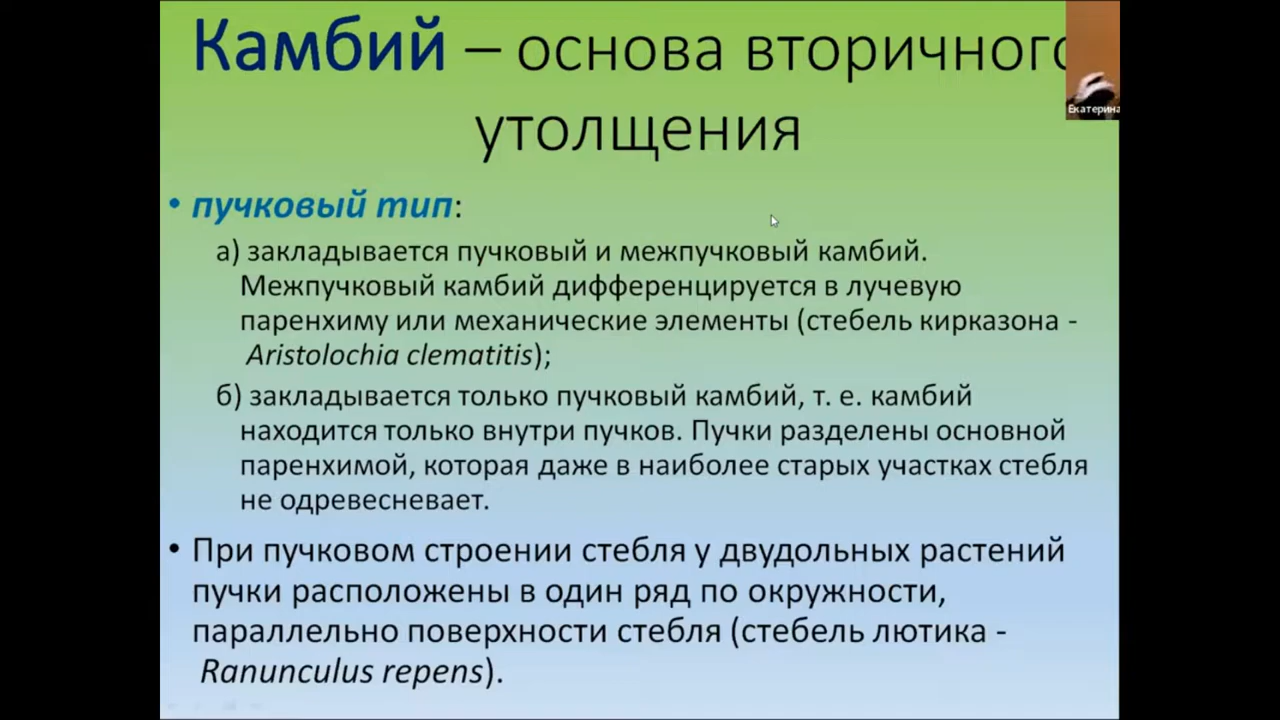 Камбий – основа вторичного
утолщения
Екатерина
• пучковый тип:
а) закладывается пучковый и межпучковый камбий.
Межпучковый камбий дифференцируется в лучевую
паренхиму или механические элементы (стебель кирказона -
Aristolochia clematitis);
б) закладывается только пучковый камбий, т. е. камбий
находится только внутри пучков. Пучки разделены основной
паренхимой, которая даже в наиболее старых участках стебля
не одревесневает.
• При пучковом строении стебля у двудольных растений
пучки расположены в один ряд по окружности,
параллельно поверхности стебля (стебель лютика -
Ranunculus repens).